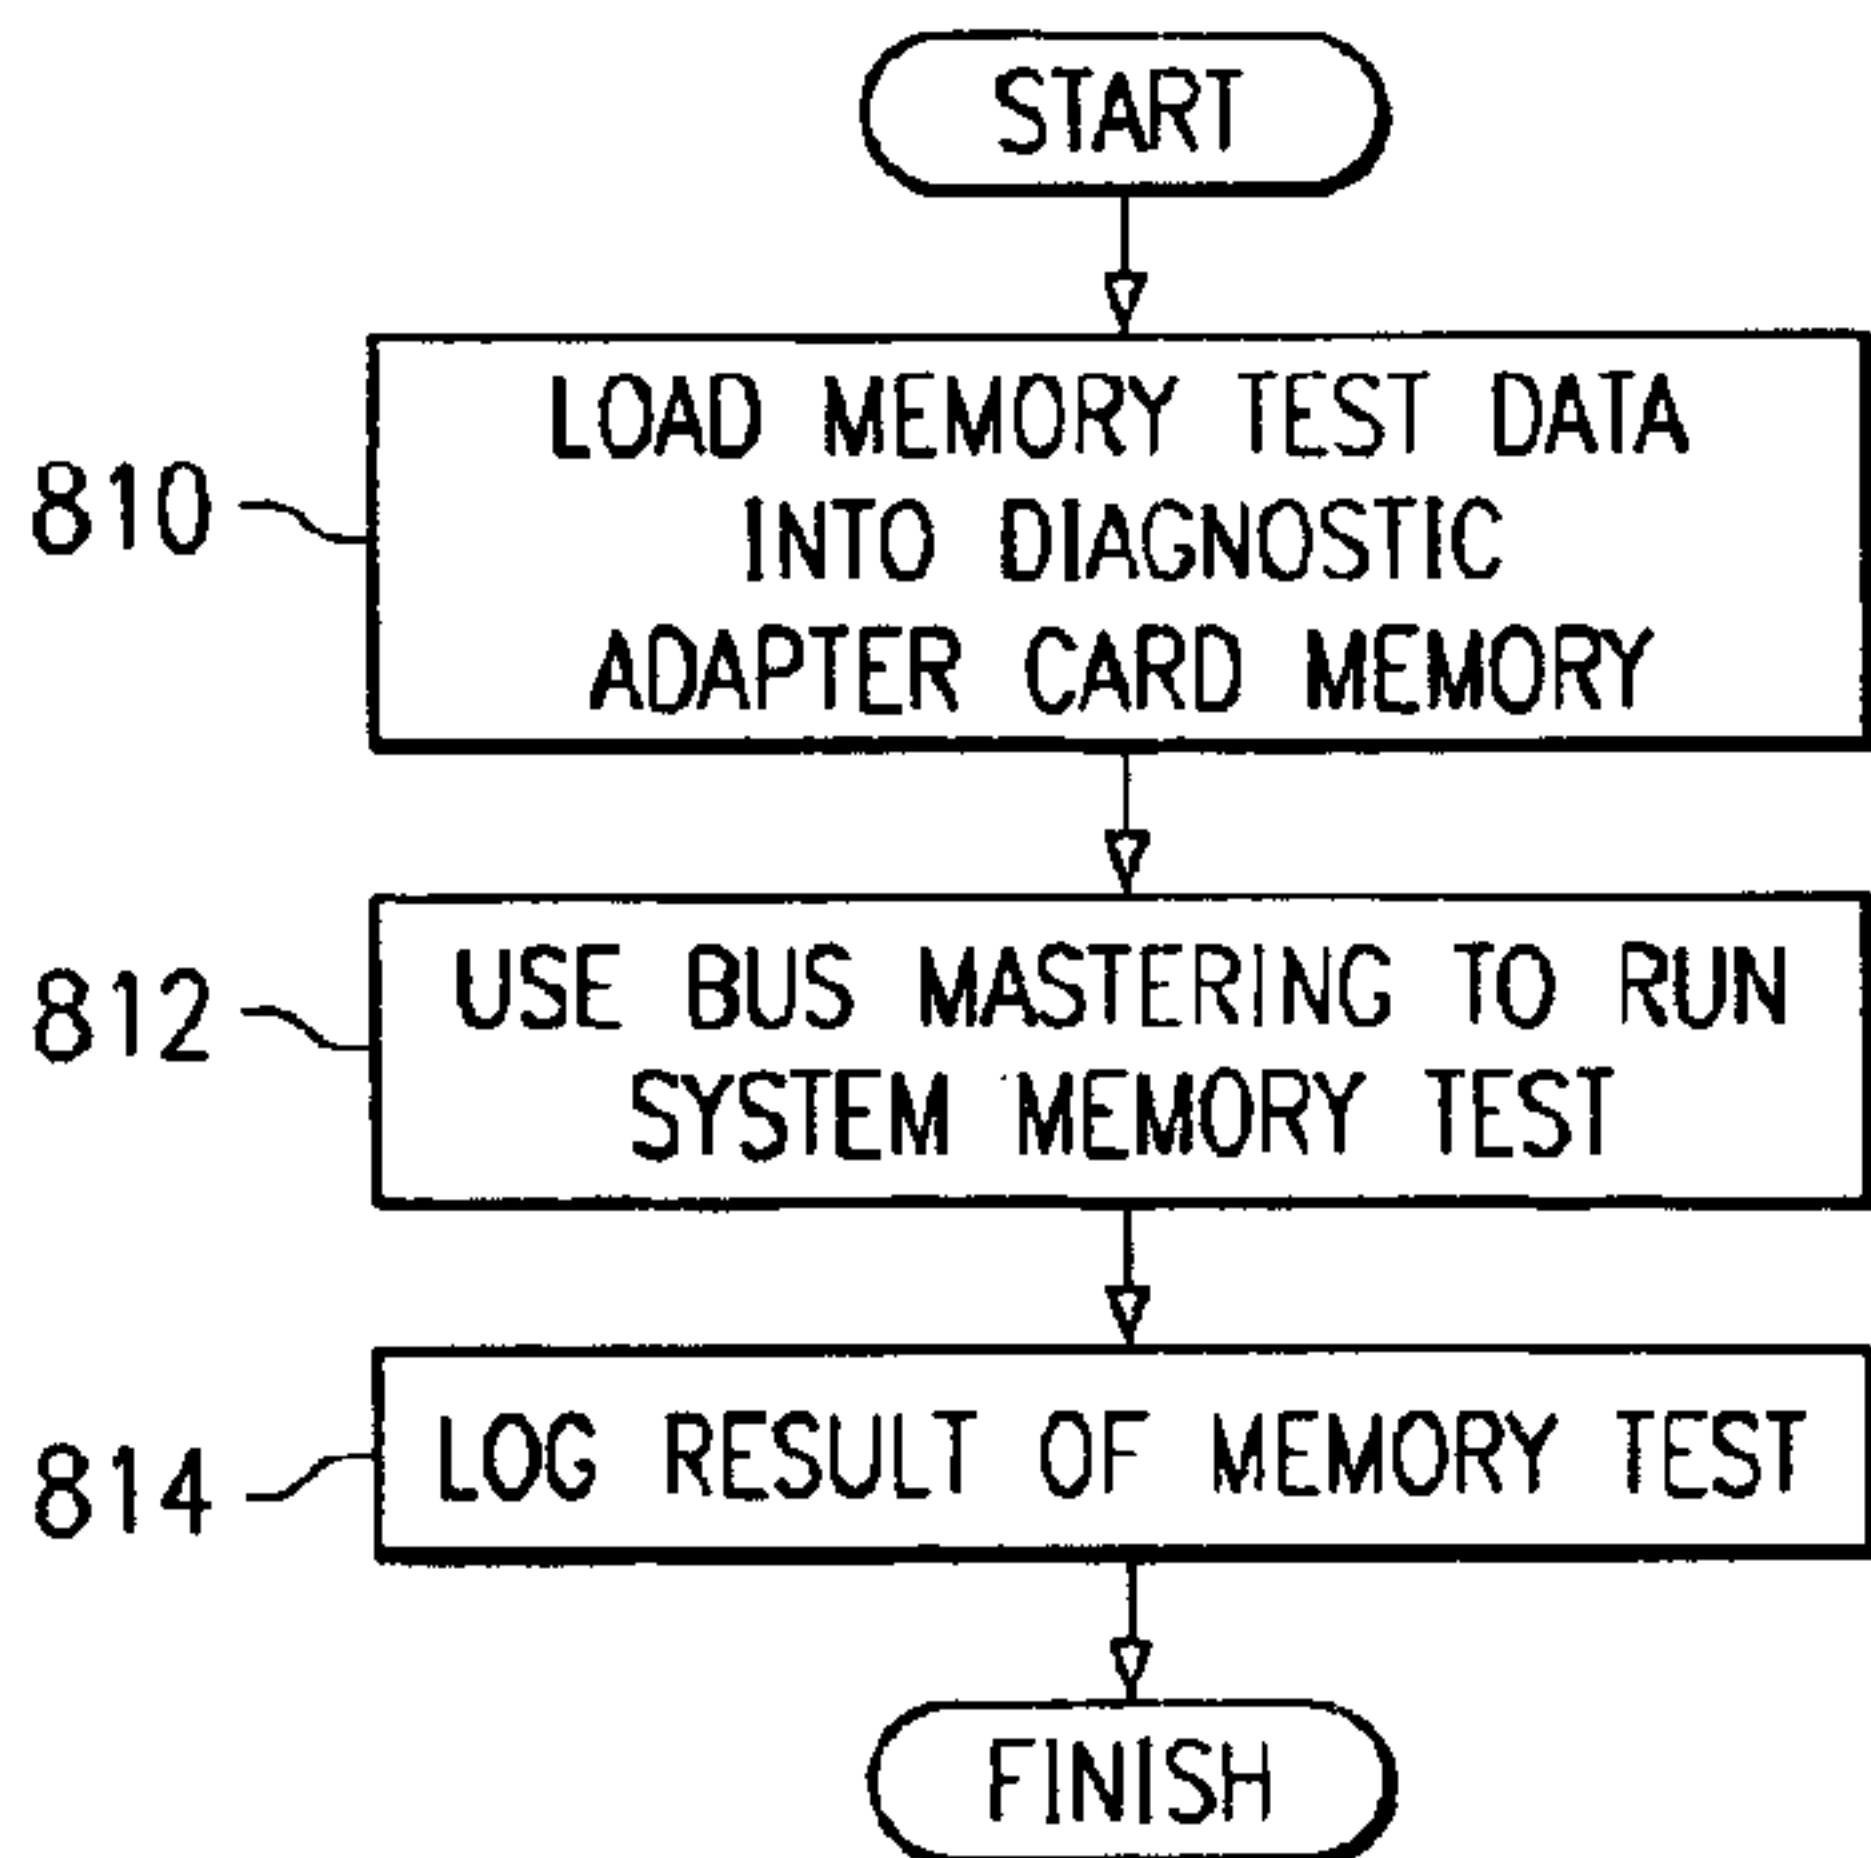 START
810
LOAD MEMORY TEST DATA
INTO DIAGNOSTIC
ADAPTER CARD MEMORY
812
USE BUS MASTERING TO RUN
SYSTEM MEMORY TEST
814
LOG RESULT OF MEMORY TEST
FINISH